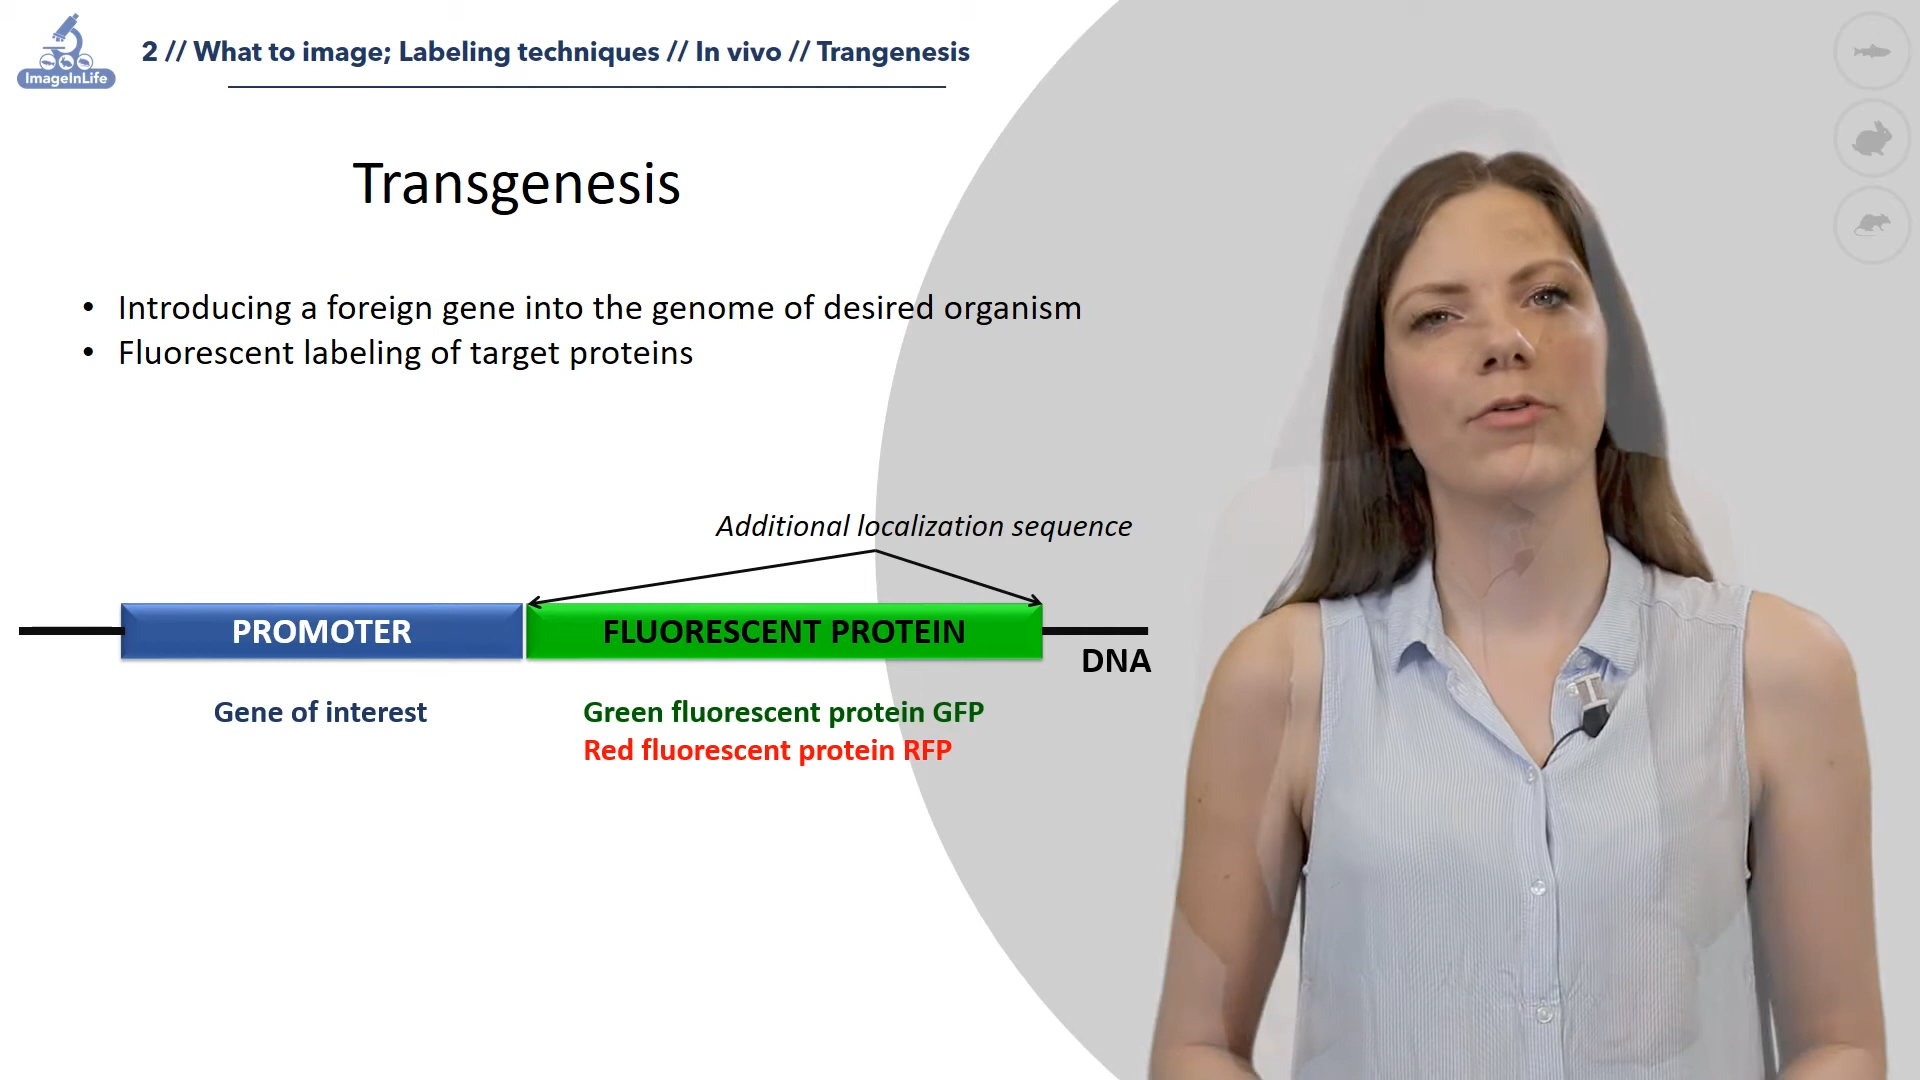 ImageInLife
2 // What to image; Labeling techniques // In vivo // Trangenesis
Transgenesis
• Introducing a foreign gene into the genome of desired organism
• Fluorescent labeling of target proteins
Additional localization sequence
PROMOTER
FLUORESCENT PROTEIN
DNA
Gene of interest
Green fluorescent protein GFP
Red fluorescent protein RFP